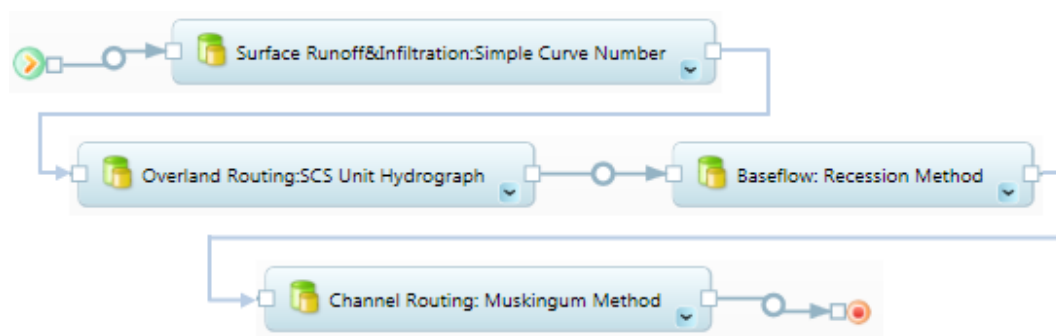 Surface Runoff&Infiltration:Simple Curve Number
Overland Routing:SCS Unit Hydrograph
Baseflow: Recession Method
Channel Routing: Muskingum Method